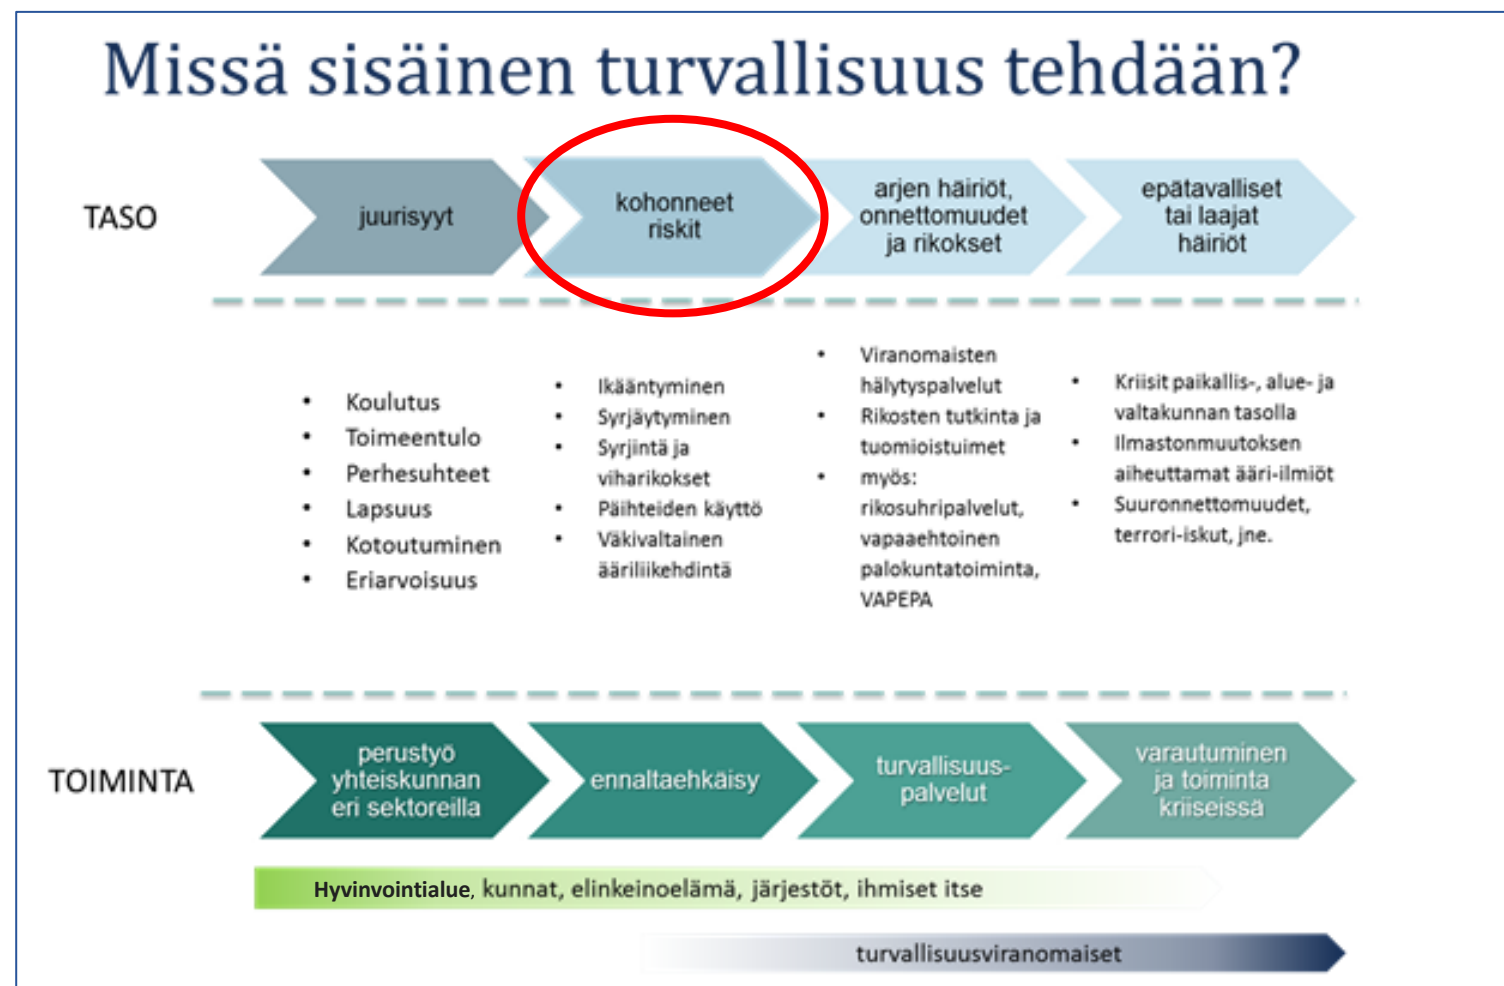 Missä sisäinen turvallisuus tehdään?
TASO
juurisyyt
kohonneet
riskit
arjen häiriöt,
onnettomuudet
ja rikokset
epätavalliset
tai laajat
häiriöt
• Koulutus
• Toimeentulo
• Perhesuhteet
• Lapsuus
• Kotoutuminen
• Eriarvoisuus
• Ikääntyminen
• Syrjäytyminen
• Syrjintä ja
viharikokset
• Päihteiden käyttö
• Väkivaltainen
ääriliikehdintä
• Viranomaisten
hälytyspalvelut
• Rikosten tutkinta ja
tuomioistuimet
• myös:
rikosuhripalvelut,
vapaaehtoinen
palokuntatoiminta,
VAPEPA
• Kriisit paikallis-, alue- ja
valtakunnan tasolla
• Ilmastonmuutoksen
aiheuttamat ääri-ilmiöt
• Suuronnettomuudet,
terrori-iskut, jne.
TOIMINTA
perustyö
yhteiskunnan
eri sektoreilla
ennaltaehkäisy
turvallisuus-
palvelut
varautuminen
ja toiminta
kriiseissä
Hyvinvointialue, kunnat, elinkeinoelämä, järjestöt, ihmiset itse
turvallisuusviranomaiset